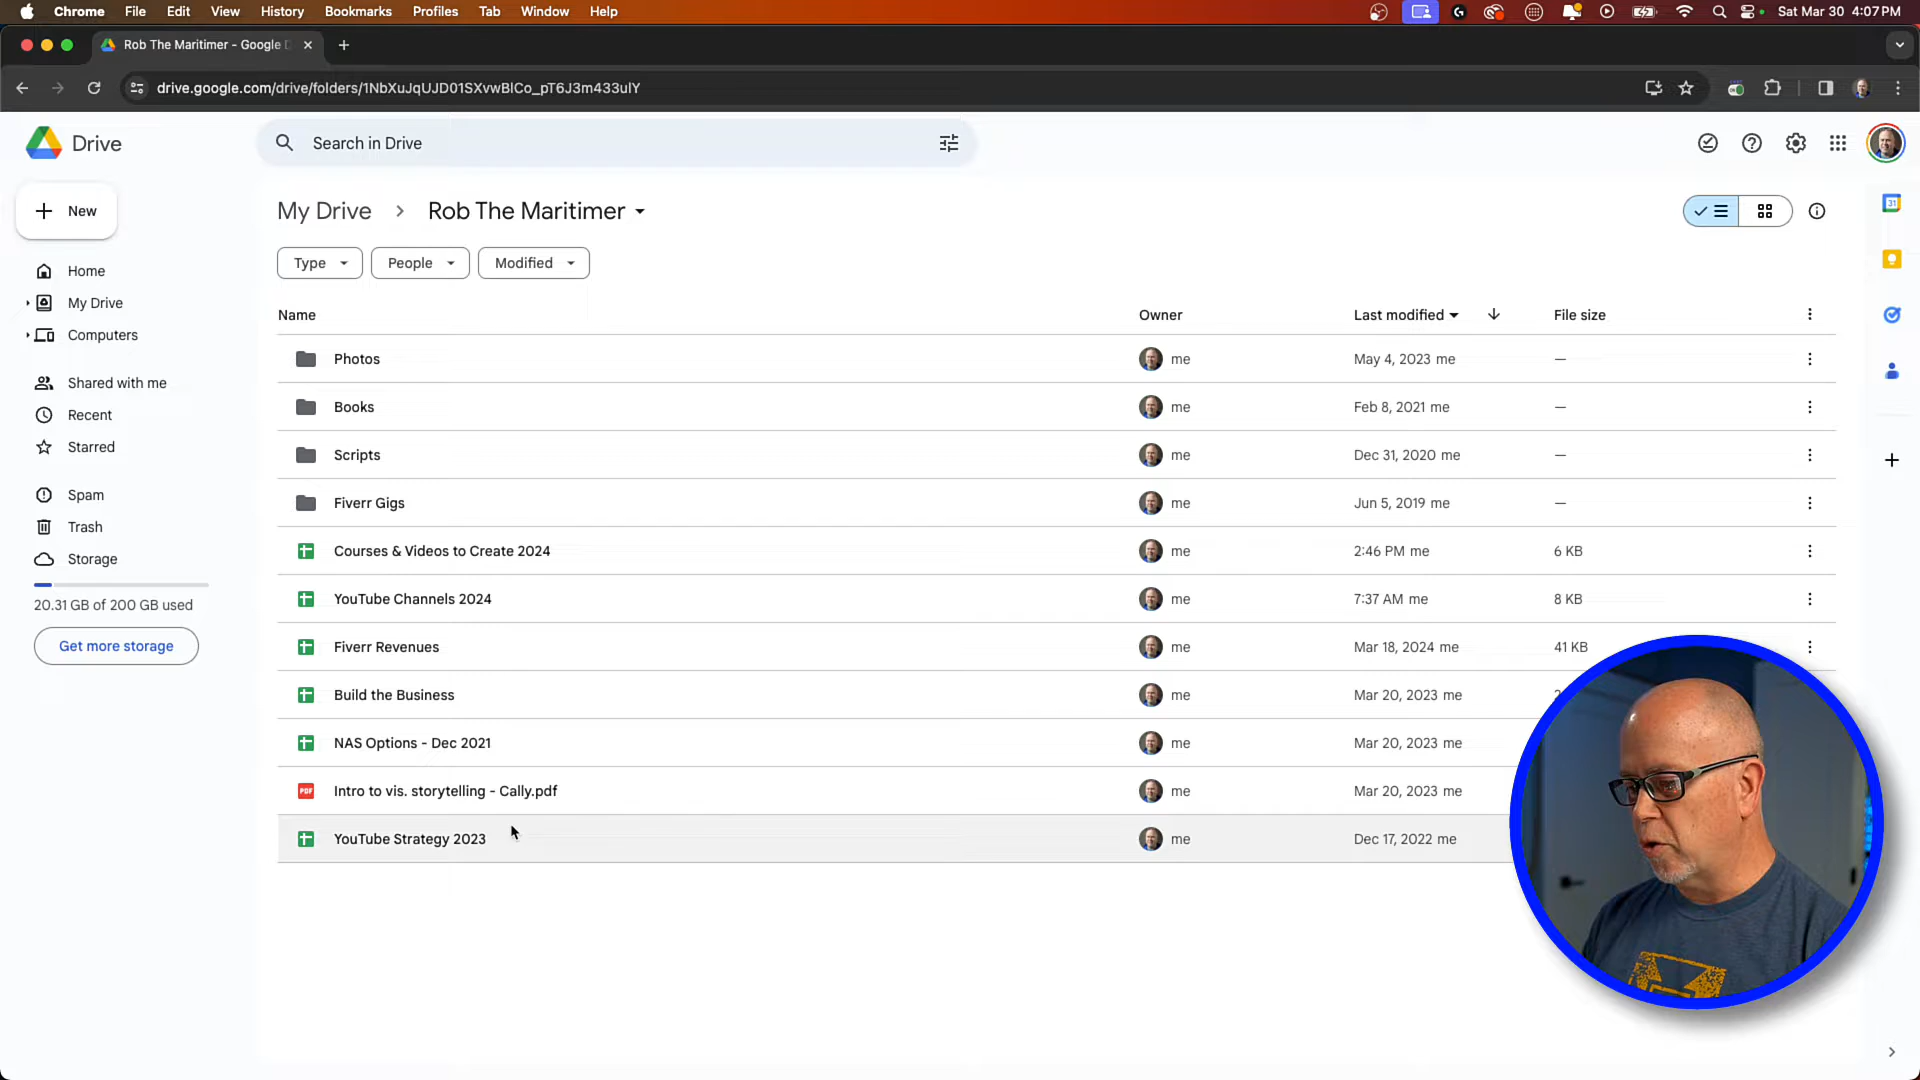 Chrome File Edit View History Bookmarks Profiles Tab Window Help Sat Mar 30 4:07 PM
Rob The Maritimer - Google D
drive.google.com/drive/folders/1NbXuJqUJD01SXvwBlCo_pT6J3m433uIY
Drive
Search in Drive
New
My Drive Rob The Maritimer
Type People Modified
Home
My Drive
Computers
Shared with me
Recent
Starred
Spam
Trash
Storage
20.31 GB of 200 GB used
Get more storage
Name Owner Last modified File size
Photos me May 4, 2023 me —
Books me Feb 8, 2021 me —
Scripts me Dec 31, 2020 me —
Fiverr Gigs me Jun 5, 2019 me —
Courses & Videos to Create 2024 me 2:46 PM me 6 KB
YouTube Channels 2024 me 7:37 AM me 8 KB
Fiverr Revenues me Mar 18, 2024 me 41 KB
Build the Business me Mar 20, 2023 me
NAS Options - Dec 2021 me Mar 20, 2023 me
PDF Intro to vis. storytelling - Cally.pdf me Mar 20, 2023 me
YouTube Strategy 2023 me Dec 17, 2022 me
31